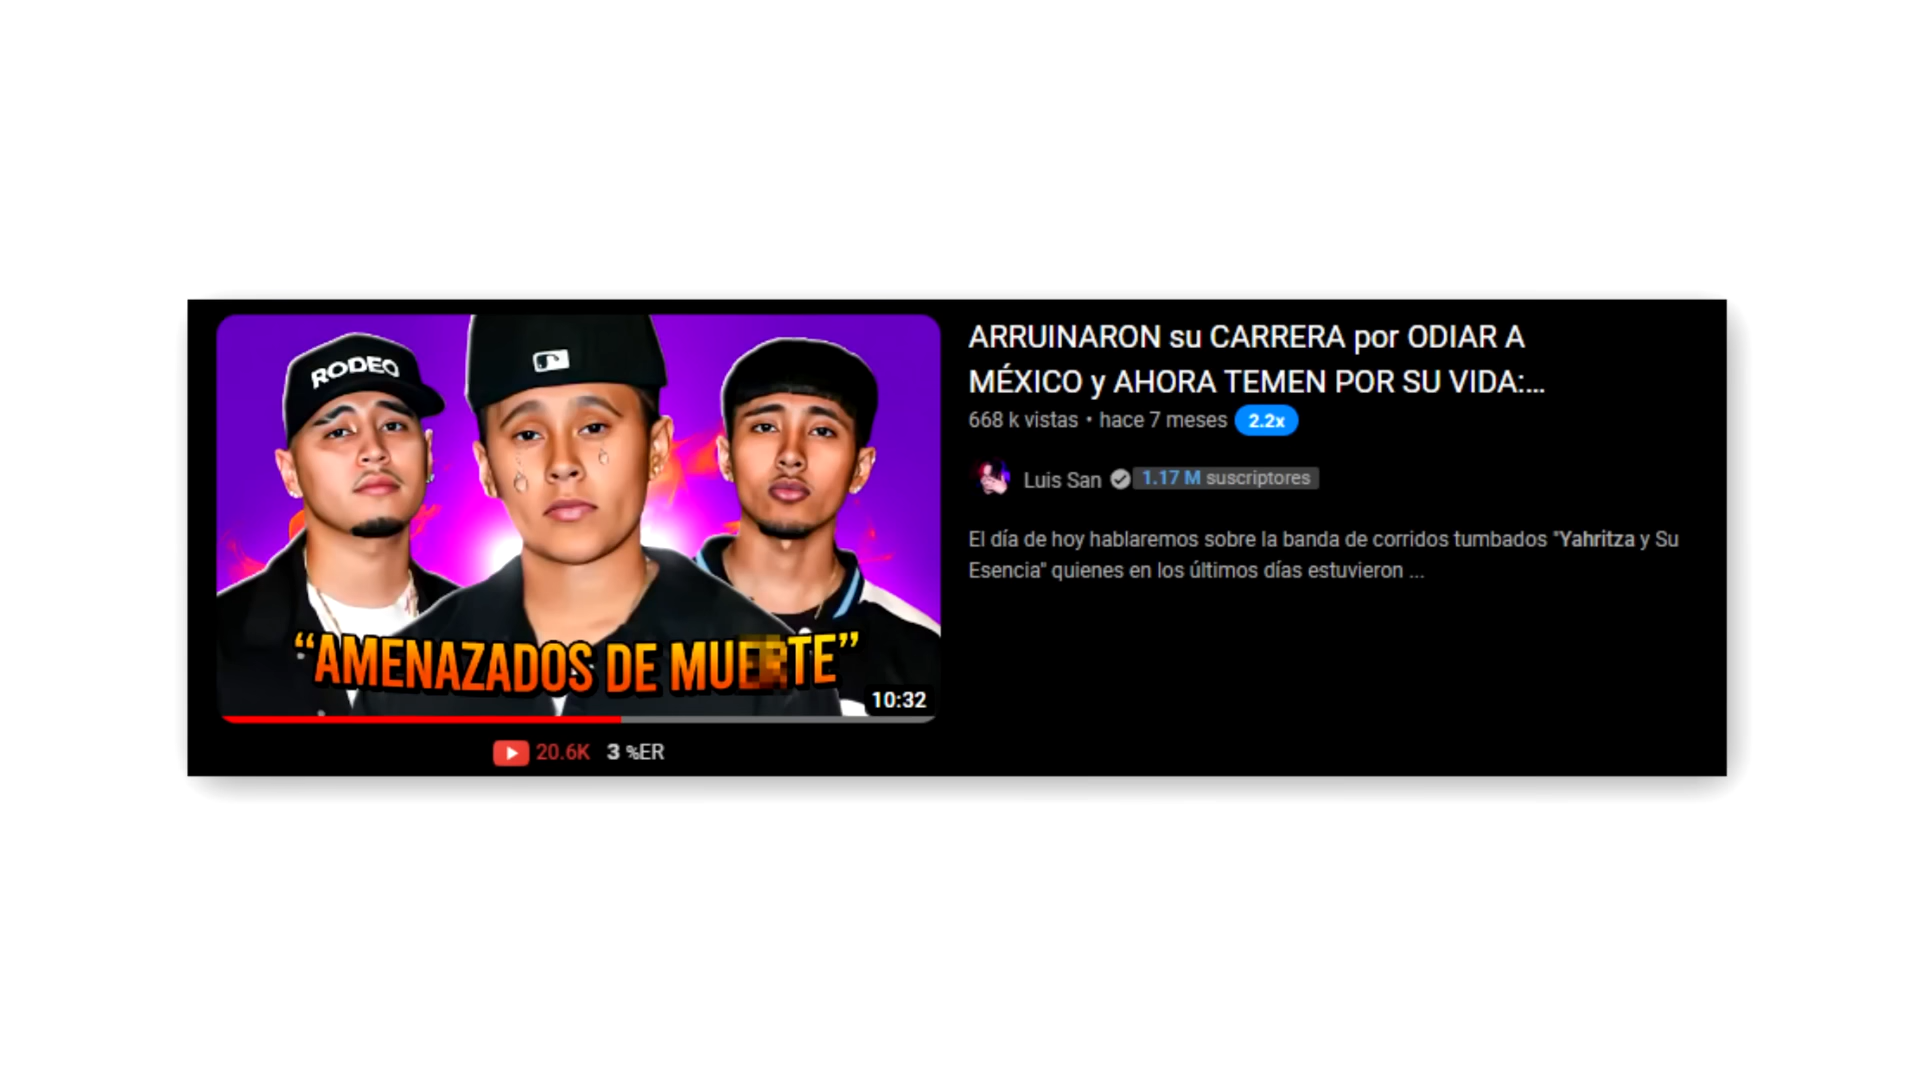 RODEO
"AMENAZADOS DE MUERTE"
10:32
20.6K 3 %ER
ARRUINARON su CARRERA por ODIAR A
MÉXICO y AHORA TEMEN POR SU VIDA:...
668 k vistas • hace 7 meses 2.2x
Luis San 1.17 M suscriptores
El día de hoy hablaremos sobre la banda de corridos tumbados "Yahritza y Su
Esencia" quienes en los últimos días estuvieron ...